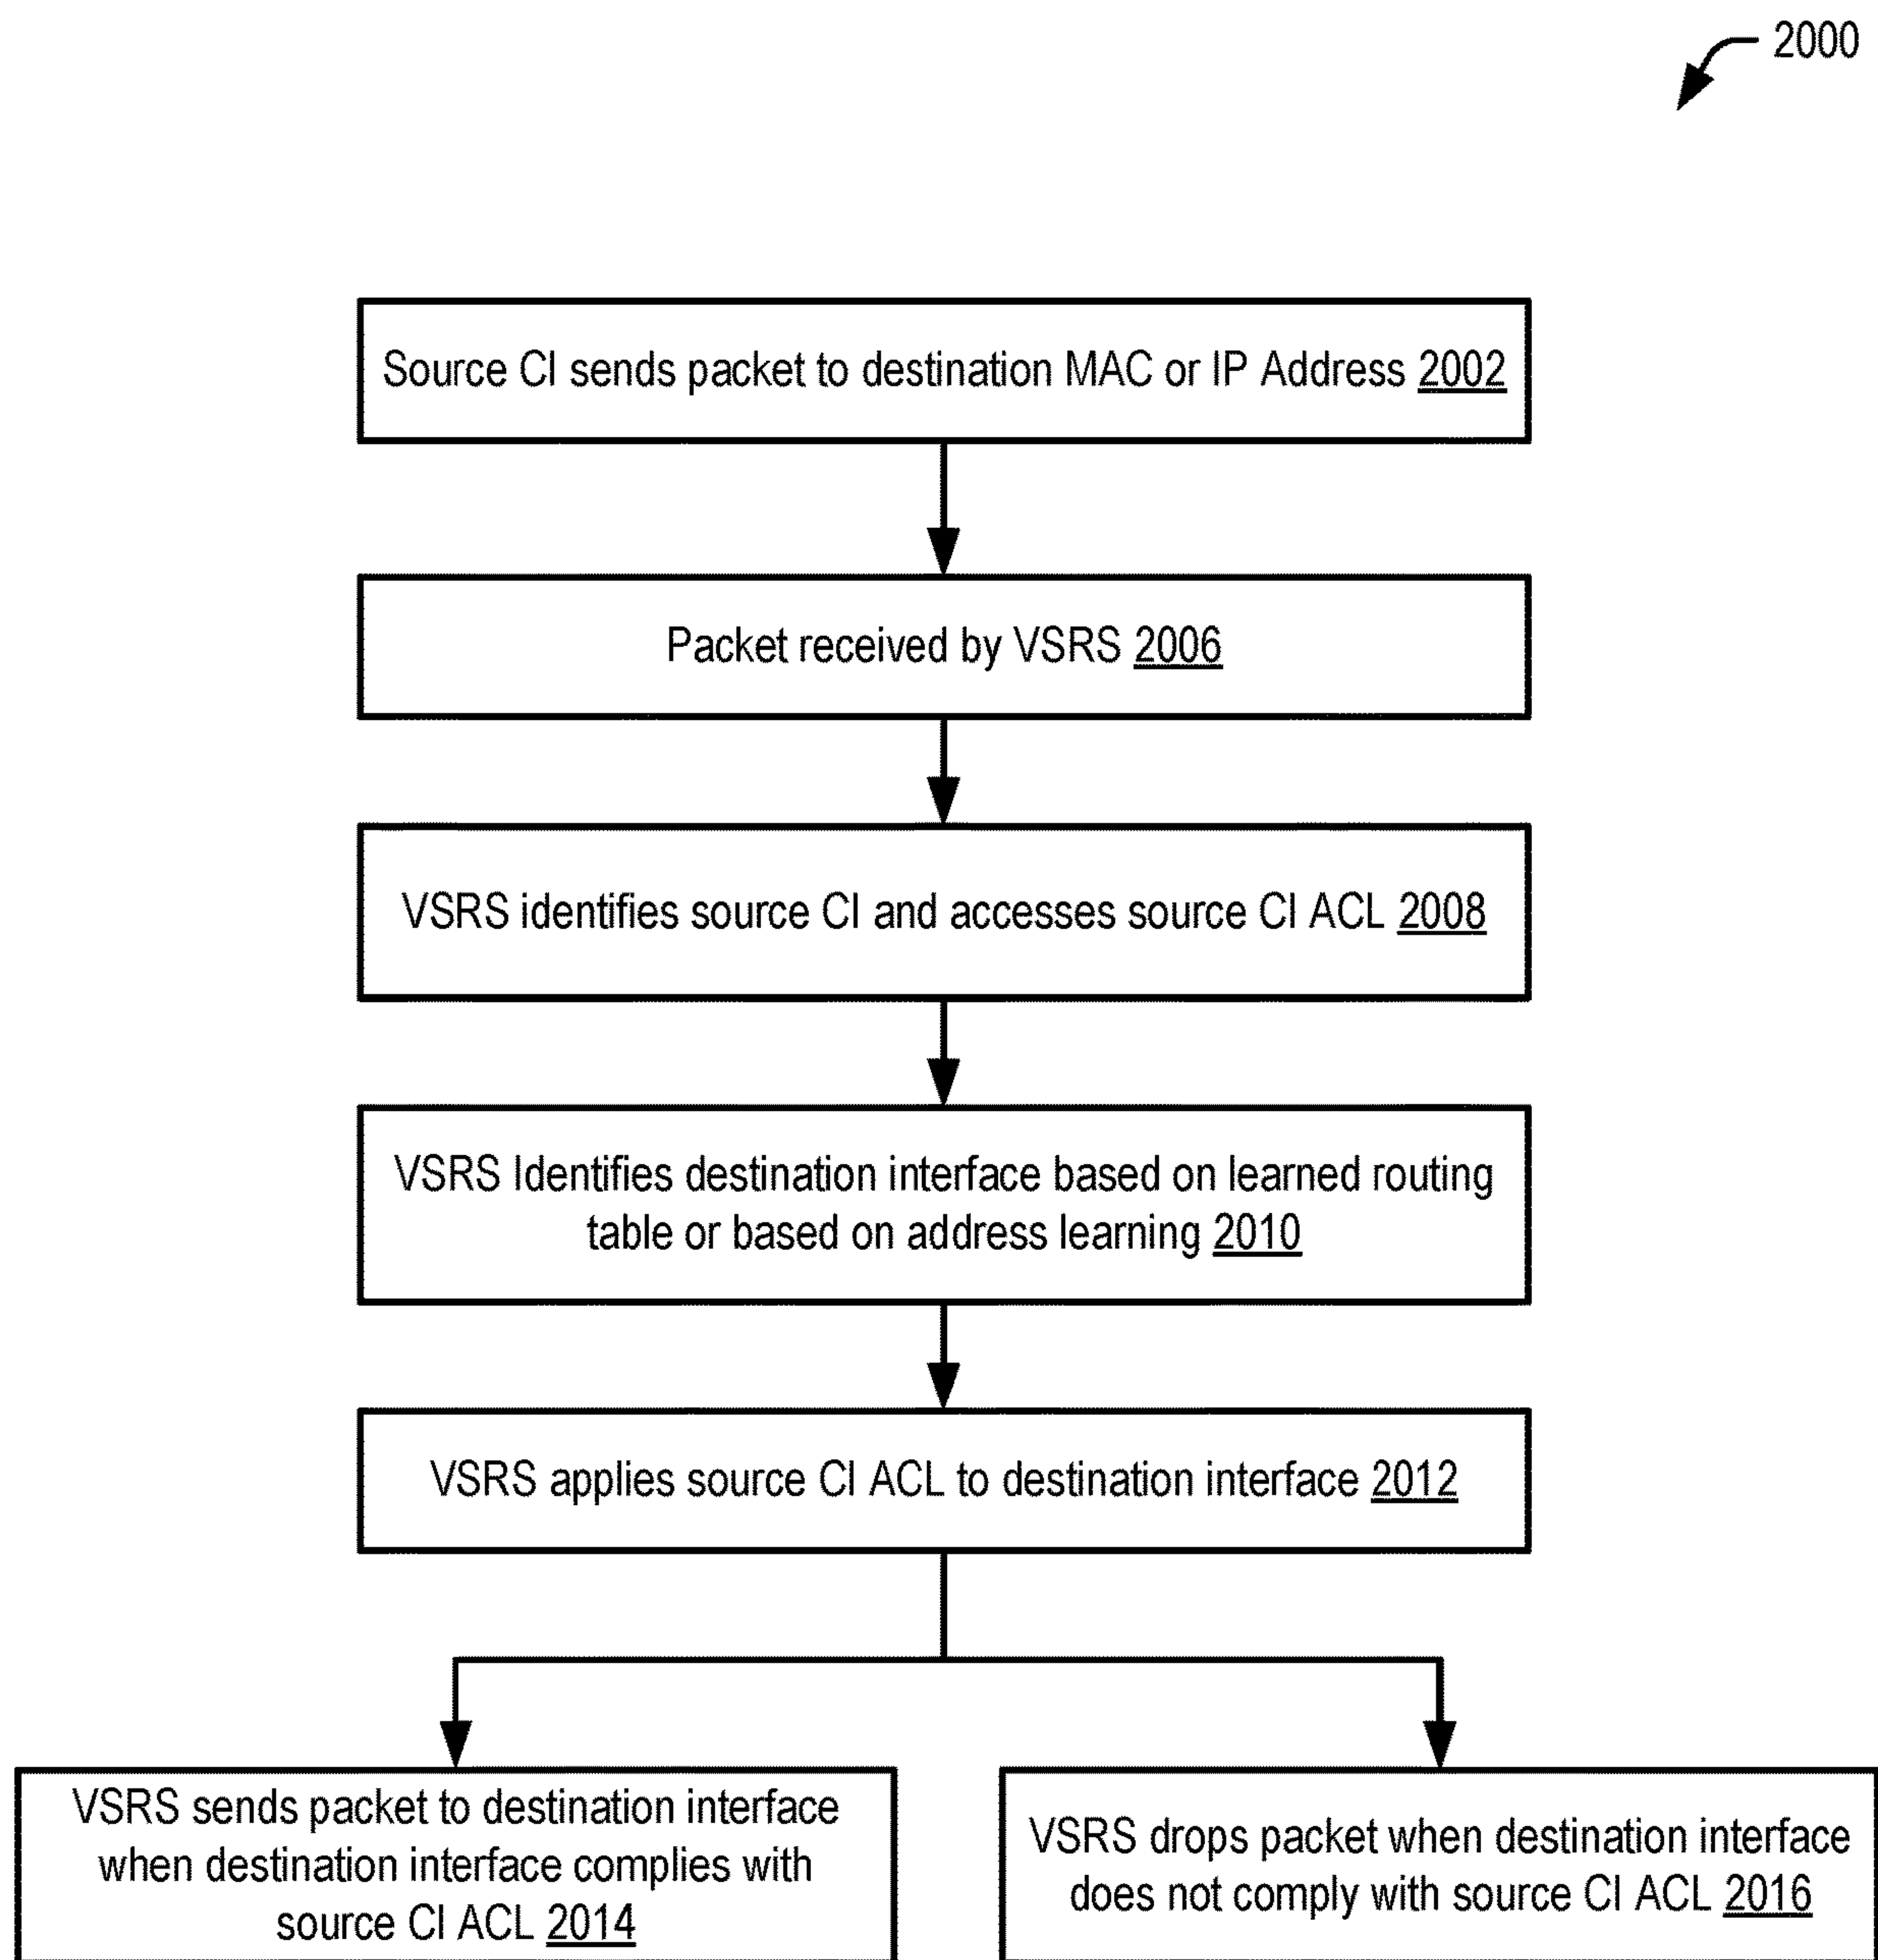 2000
Source CI sends packet to destination MAC or IP Address 2002
Packet received by VSRS 2006
VSRS identifies source CI and accesses source CI ACL 2008
VSRS Identifies destination interface based on learned routing
table or based on address learning 2010
VSRS applies source CI ACL to destination interface 2012
VSRS sends packet to destination interface
when destination interface complies with
source CI ACL 2014
VSRS drops packet when destination interface
does not comply with source CI ACL 2016